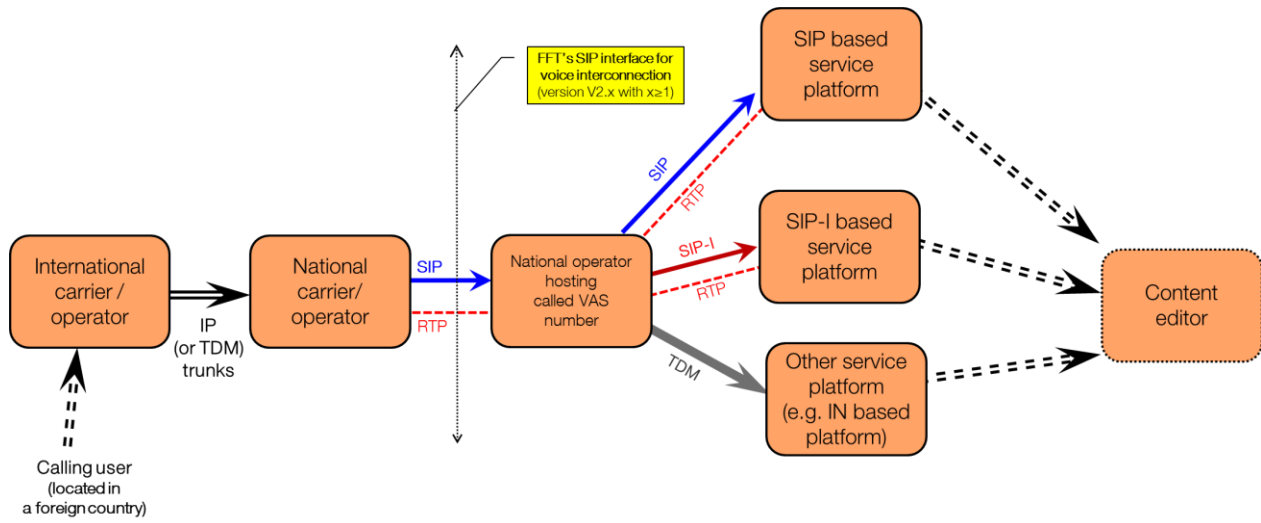 FFT's SIP interface for
voice interconnection
(version V2.x with x≥1)
SIP based
service
platform
SIP
RTP
SIP-I based
service
platform
SIP-I
RTP
International
carrier /
operator
IP
(or TDM)
trunks
National
carrier/
operator
SIP
RTP
National operator
hosting
called VAS
number
TDM
Other service
platform
(e.g. IN based
platform)
Content
editor
Calling user
(located in
a foreign country)